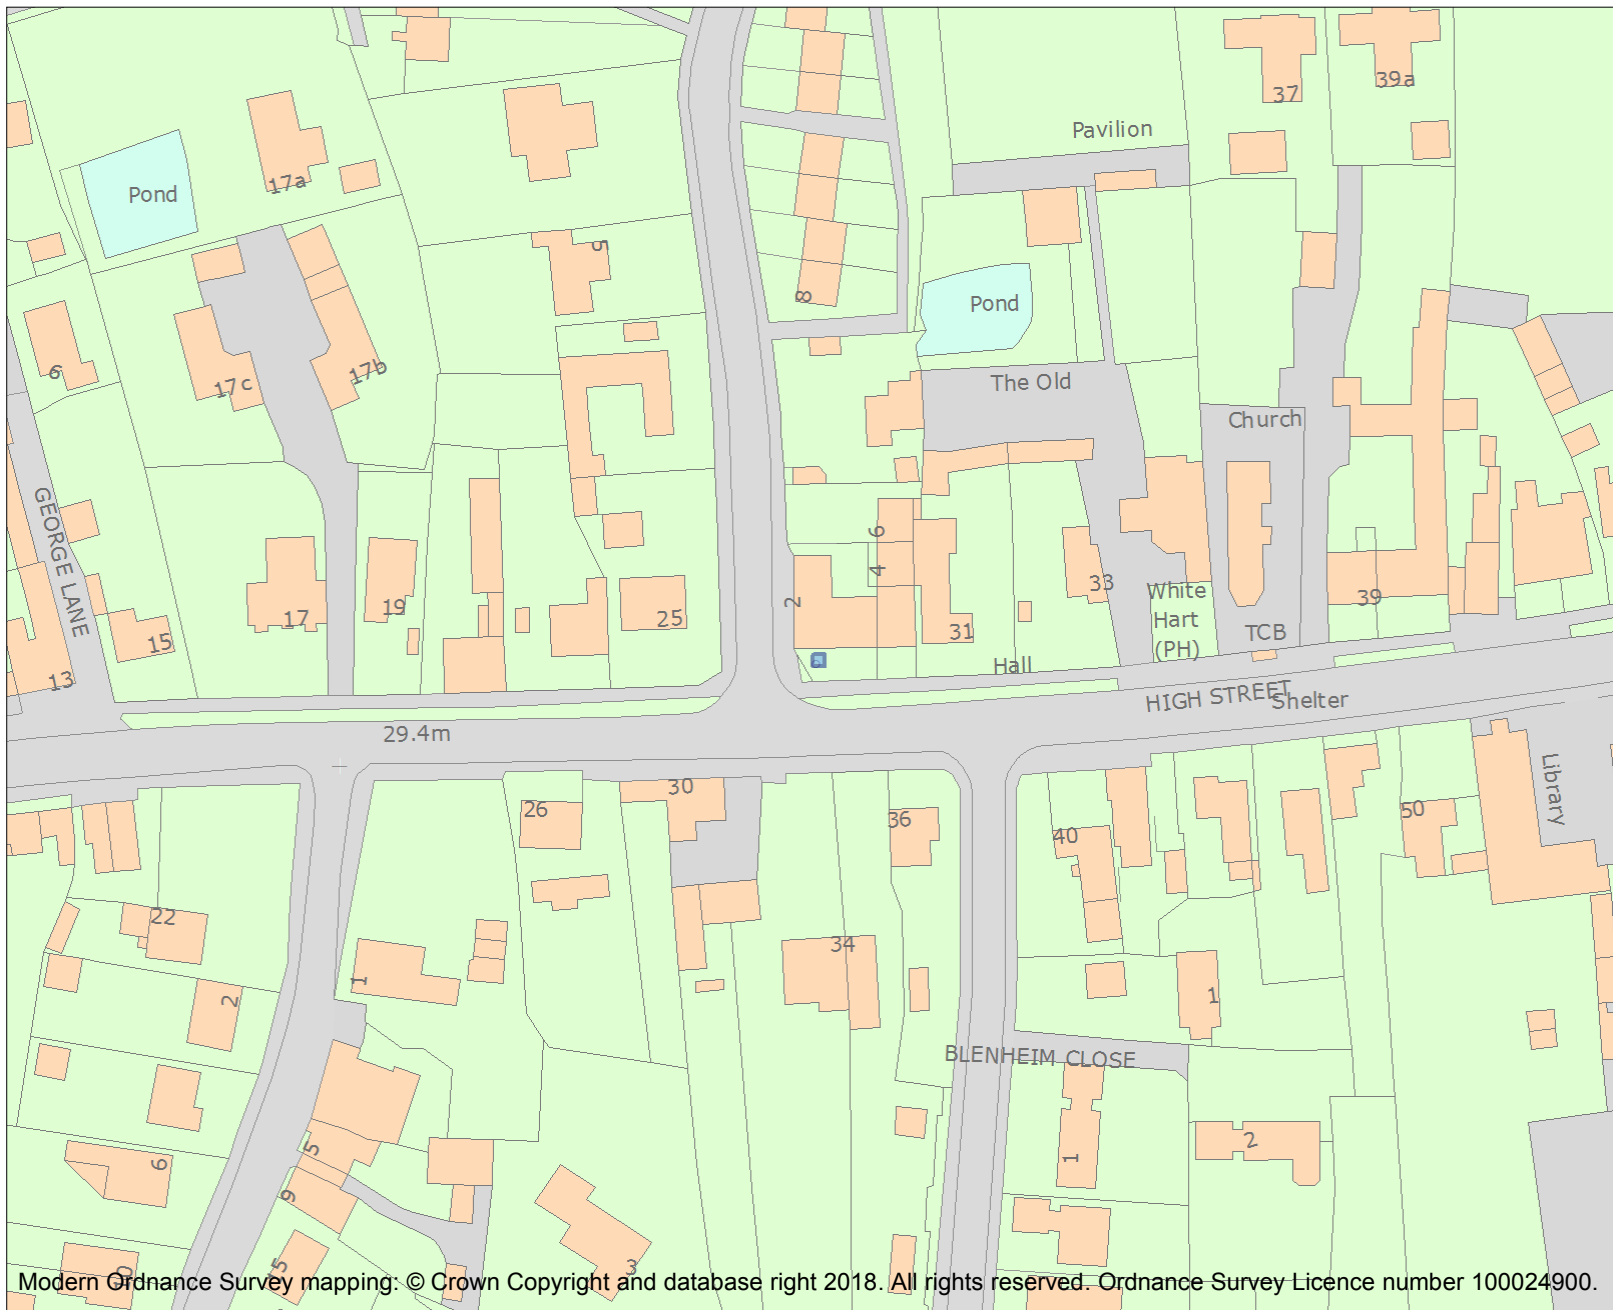 37
39a
Pavilion
Pond
17a
5
8
Pond
6
17c
17b
The Old
Church
GEORGE LANE
6
4
2
33
White
Hart
(PH)
39
17
19
25
31
15
TCB
13
Hall
HIGH STREET
Shelter
29.4m
Library
26
30
36
40
50
22
34
2
1
1
BLENHEIM CLOSE
5
6
9
1
2
15
3
10
Modern Ordnance Survey mapping: © Crown Copyright and database right 2018. All rights reserved. Ordnance Survey Licence number 100024900.